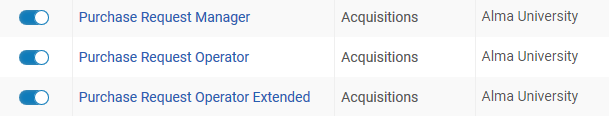 Purchase Request Manager Acquisitions Alma University
Purchase Request Operator Acquisitions Alma University
Purchase Request Operator Extended Acquisitions Alma University